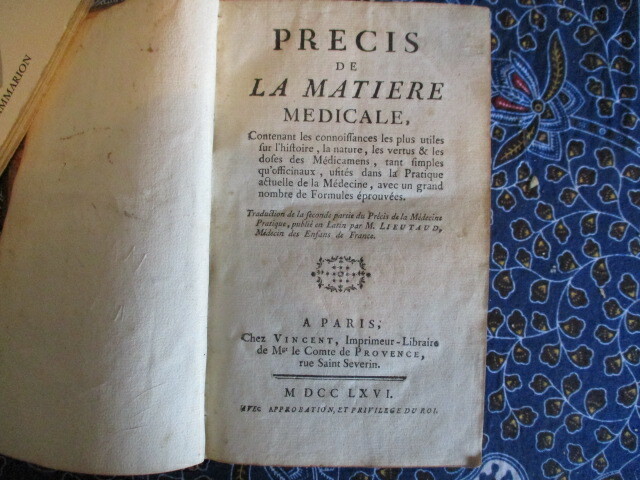 PRECIS
DE
LA MATIERE
MEDICALE,
Contenant les connoiſſances les plus utiles
ſur l'hiſtoire, la nature, les vertus & les
doſes des Médicamens, tant ſimples
qu'officinaux, uſités dans la Pratique
actuelle de la Médecine, avec un grand
nombre de Formules éprouvées.
Traduction de la ſeconde partie du Précis de la Médecine
Pratique, publié en Latin par M. LIEUTAUD,
Médecin des Enfans de France.
A PARIS,
Chez VINCENT, Imprimeur-Libraire
de Mgr le Comte de PROVENCE,
rue Saint Severin.
M DCC LXVI.
AVEC APPROBATION, ET PRIVILEGE DU ROI.